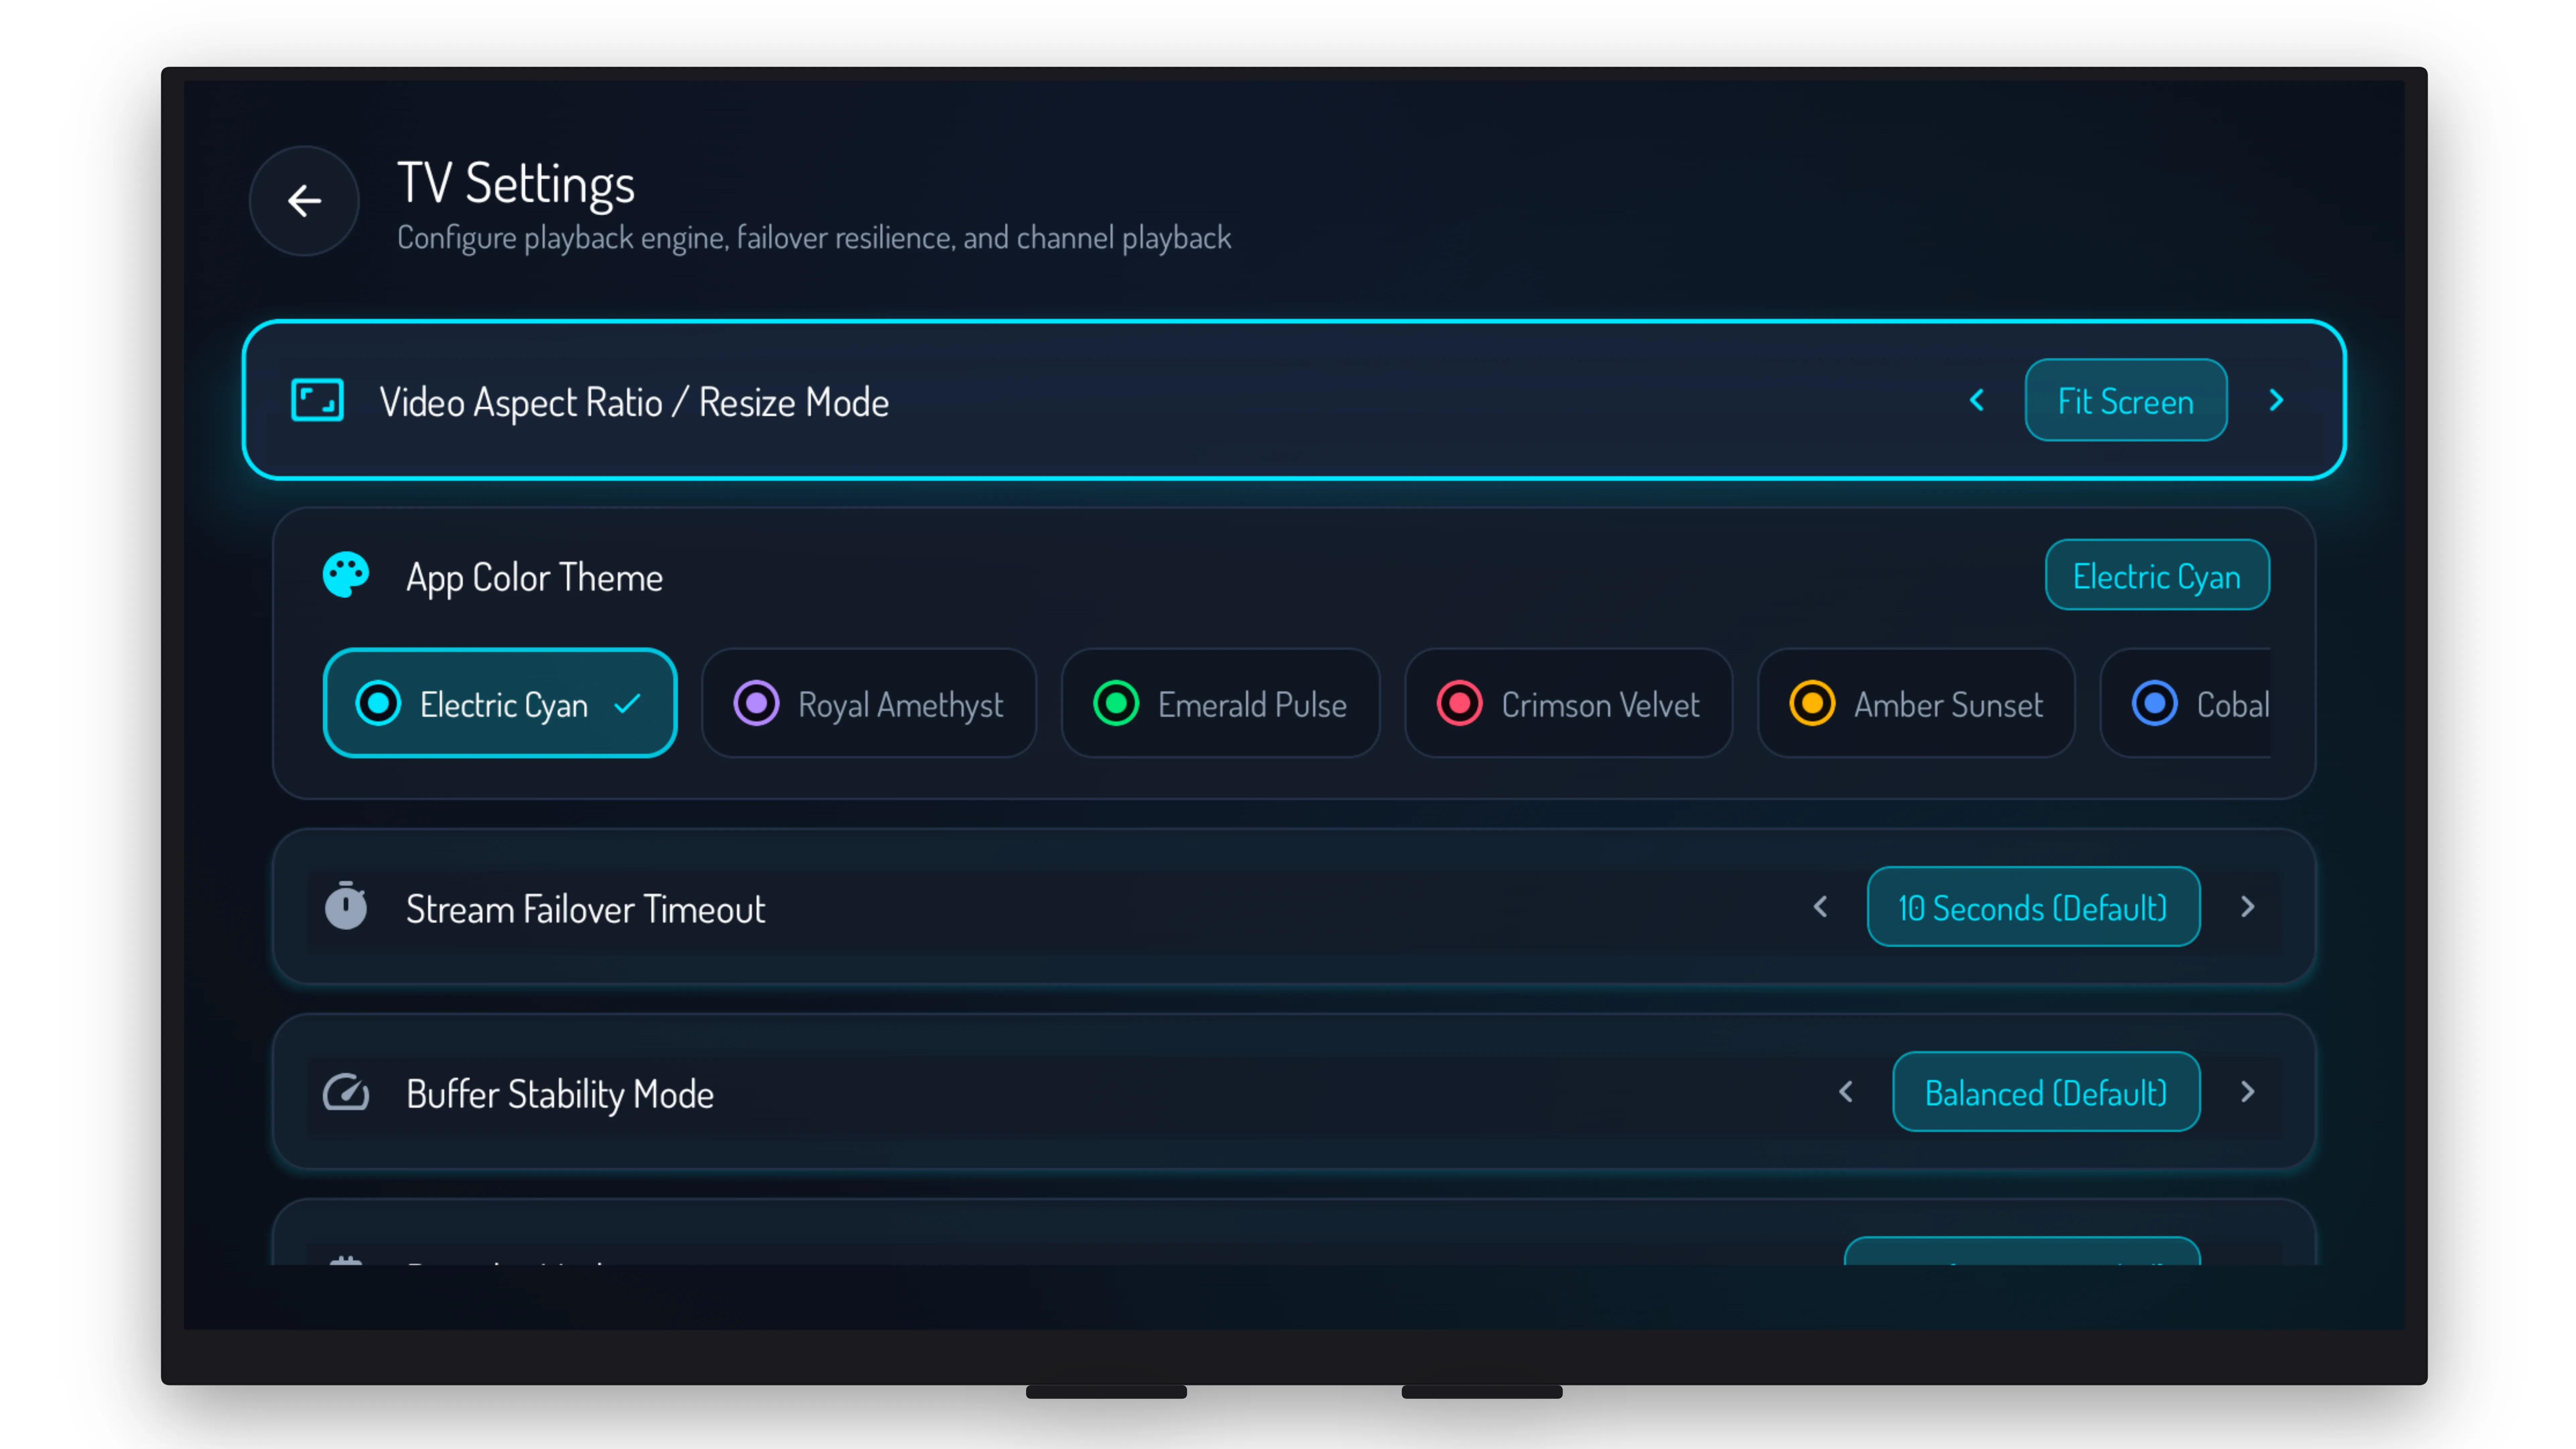 TV Settings
Configure playback engine, failover resilience, and channel playback
Video Aspect Ratio / Resize Mode
Fit Screen
App Color Theme
Electric Cyan
Electric Cyan
Royal Amethyst
Emerald Pulse
Crimson Velvet
Amber Sunset
Cobal
Stream Failover Timeout
10 Seconds (Default)
Buffer Stability Mode
Balanced (Default)